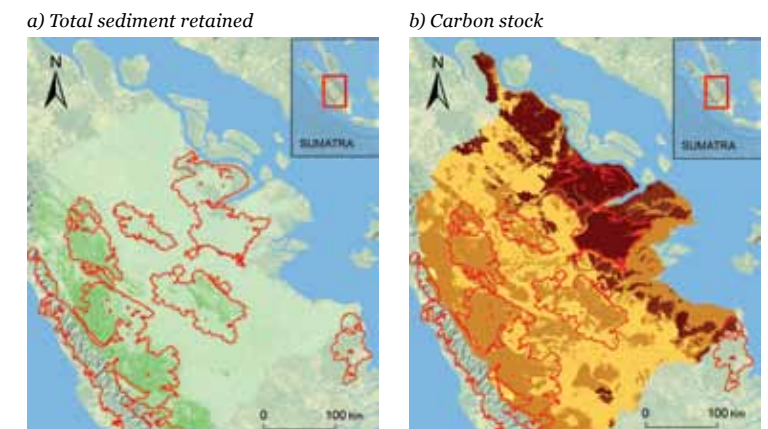 a) Total sediment retained
b) Carbon stock
N
SUMATRA
0 100 Km
N
SUMATRA
0 100 Km